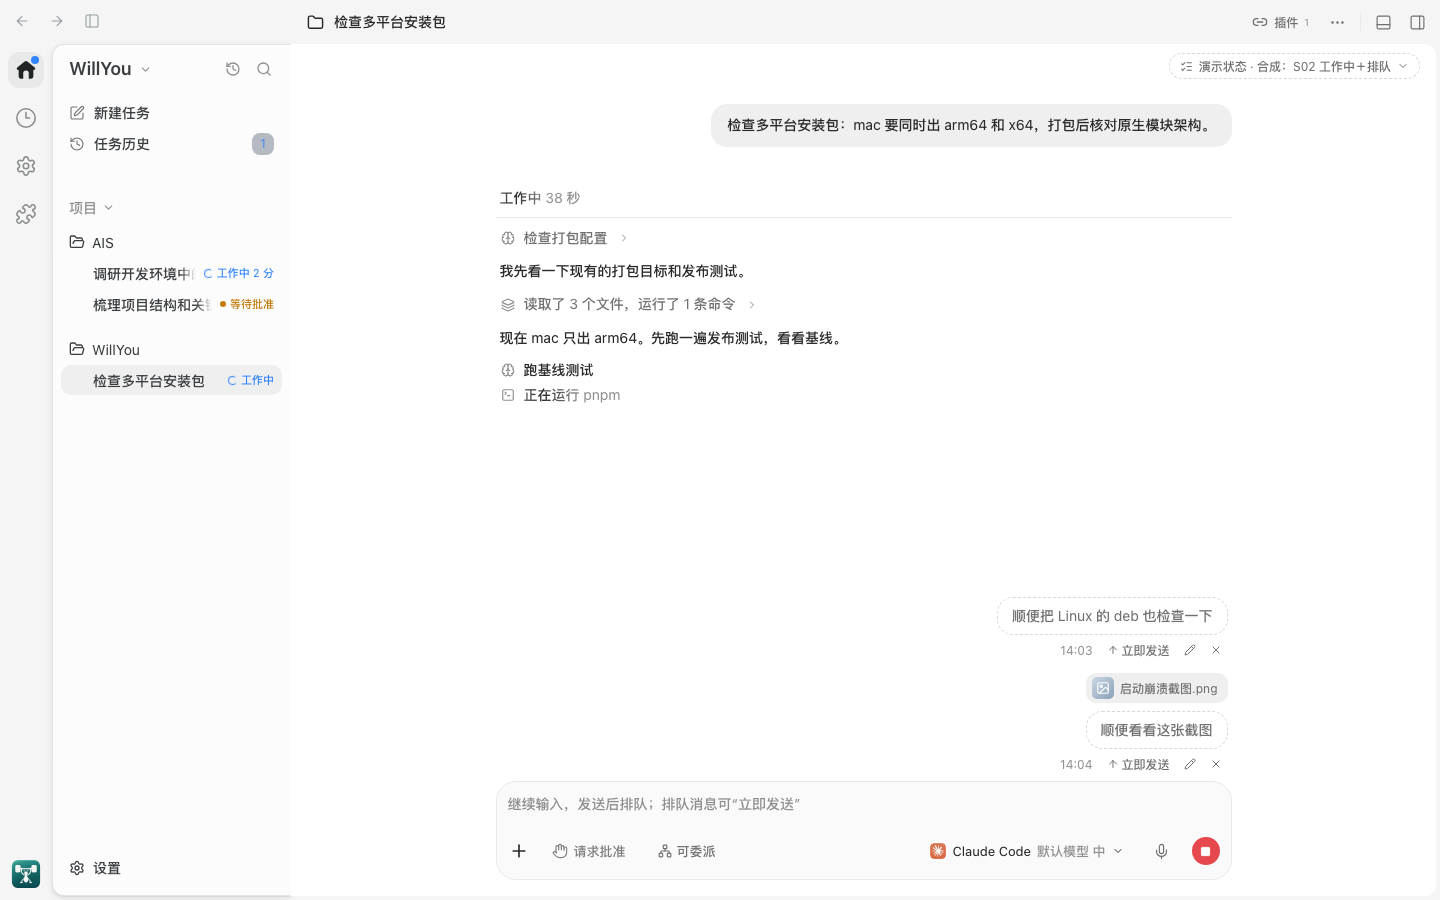 检查多平台安装包
插件 1
WillYou
新建任务
任务历史
1
项目
AIS
调研开发环境中
工作中 2 分
梳理项目结构和关
等待批准
WillYou
检查多平台安装包
工作中
设置
演示状态 · 合成：S02 工作中＋排队
检查多平台安装包：mac 要同时出 arm64 和 x64，打包后核对原生模块架构。
工作中 38 秒
检查打包配置
我先看一下现有的打包目标和发布测试。
读取了 3 个文件，运行了 1 条命令
现在 mac 只出 arm64。先跑一遍发布测试，看看基线。
跑基线测试
正在运行 pnpm
顺便把 Linux 的 deb 也检查一下
14:03 立即发送
启动崩溃截图.png
顺便看看这张截图
14:04 立即发送
继续输入，发送后排队；排队消息可“立即发送”
请求批准
可委派
Claude Code 默认模型 中